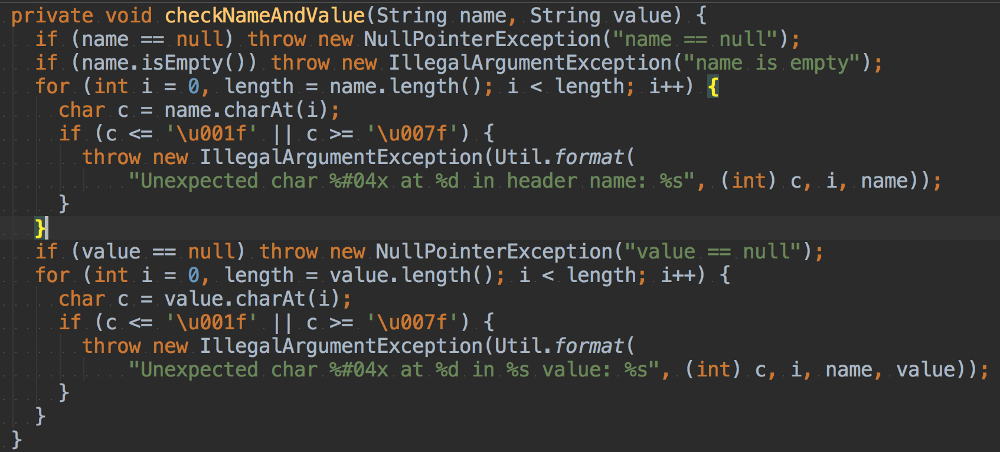 private void checkNameAndValue(String name, String value) {
  if (name == null) throw new NullPointerException("name == null");
  if (name.isEmpty()) throw new IllegalArgumentException("name is empty");
  for (int i = 0, length = name.length(); i < length; i++) {
    char c = name.charAt(i);
    if (c <= '\u001f' || c >= '\u007f') {
      throw new IllegalArgumentException(Util.format(
          "Unexpected char %#04x at %d in header name: %s", (int) c, i, name));
    }
  }
  if (value == null) throw new NullPointerException("value == null");
  for (int i = 0, length = value.length(); i < length; i++) {
    char c = value.charAt(i);
    if (c <= '\u001f' || c >= '\u007f') {
      throw new IllegalArgumentException(Util.format(
          "Unexpected char %#04x at %d in %s value: %s", (int) c, i, name, value));
    }
  }
}